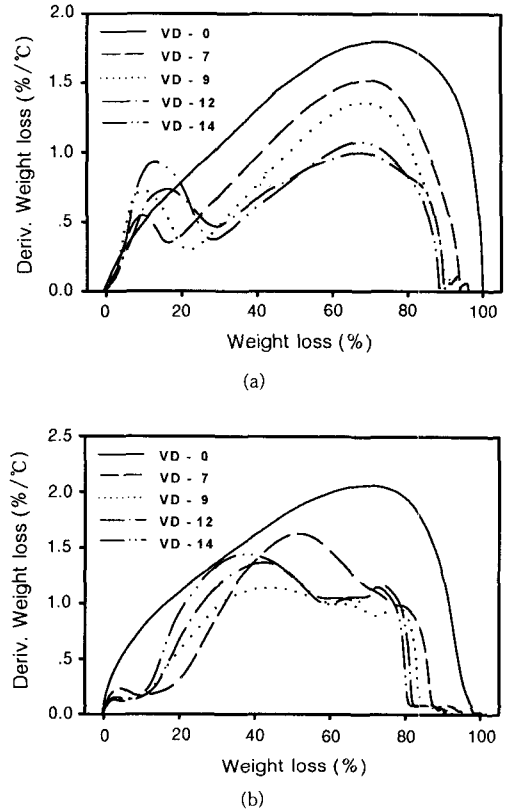 2.0
1.5
1.0
.5
0.0
Deriv. Weight loss (%/℃)
VD - 0
VD - 7
VD - 9
VD - 12
VD - 14
0 20 40 60 80 100
Weight loss (%)
(a)
2.5
2.0
1.5
1.0
.5
0.0
Deriv. Weight loss (%/℃)
VD - 0
VD - 7
VD - 9
VD - 12
VD - 14
0 20 40 60 80 100
Weight loss (%)
(b)